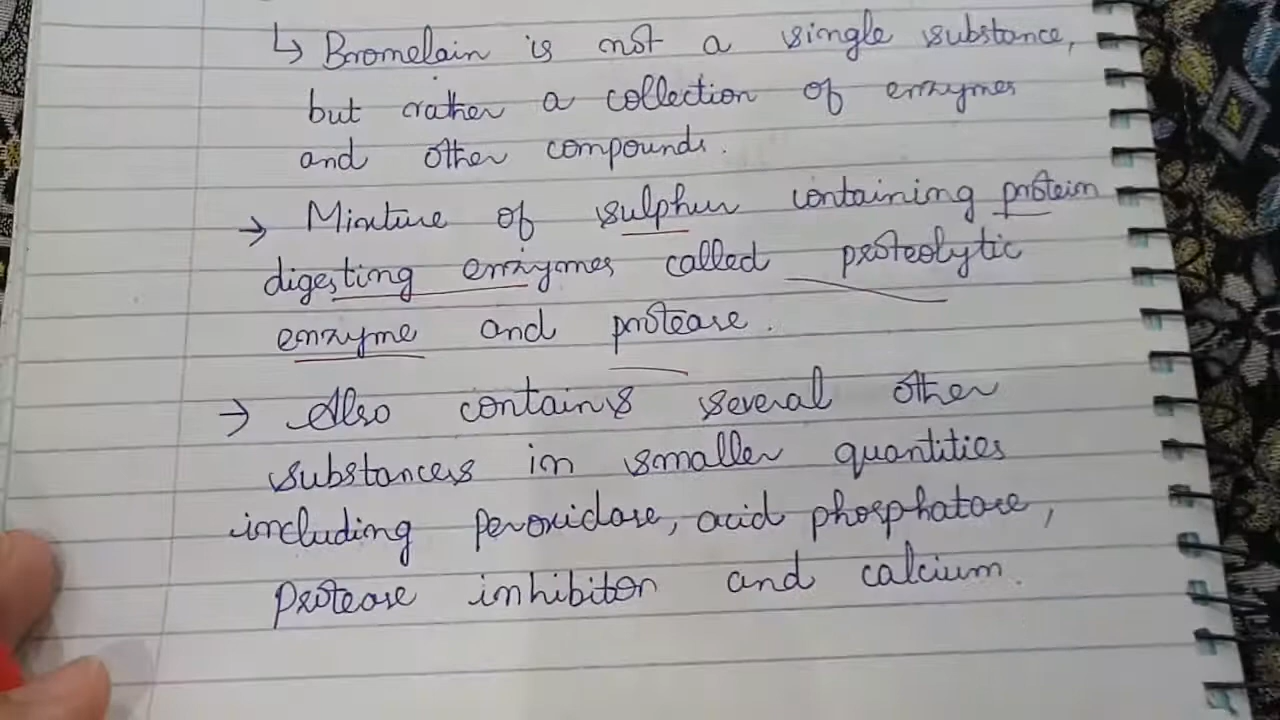 ↳ Bromelain is not a single substance,
but rather a collection of enzymes
and other compounds.
→ Mixture of sulphur containing protein
digesting enzymes called proteolytic
enzyme and protease.
→ Also contains several other
substances in smaller quantities
including peroxidase, acid phosphatase,
protease inhibitor and calcium.